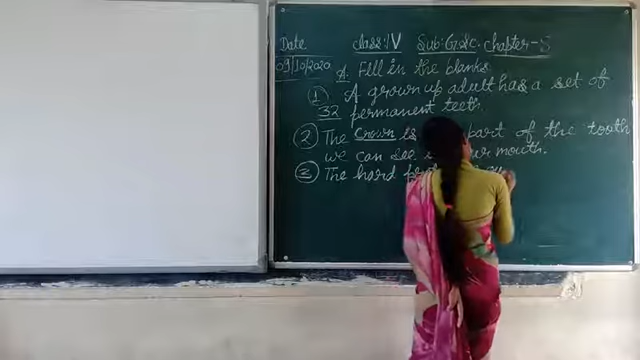 Date class:IV Sub:G.Sc. Chapter-5
09/10/2020
A. Fill in the blanks
① A grown up adult has a set of
32 permanent teeth.
② The Crown is part of the tooth
we can see mouth.
③ The hard